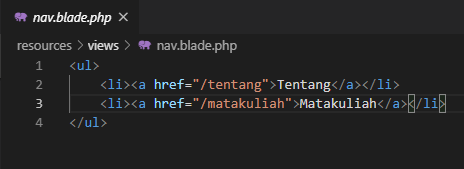 nav.blade.php ×
resources > views > nav.blade.php
1 <ul>
2     <li><a href="/tentang">Tentang</a></li>
3     <li><a href="/matakuliah">Matakuliah</a></li>
4 </ul>